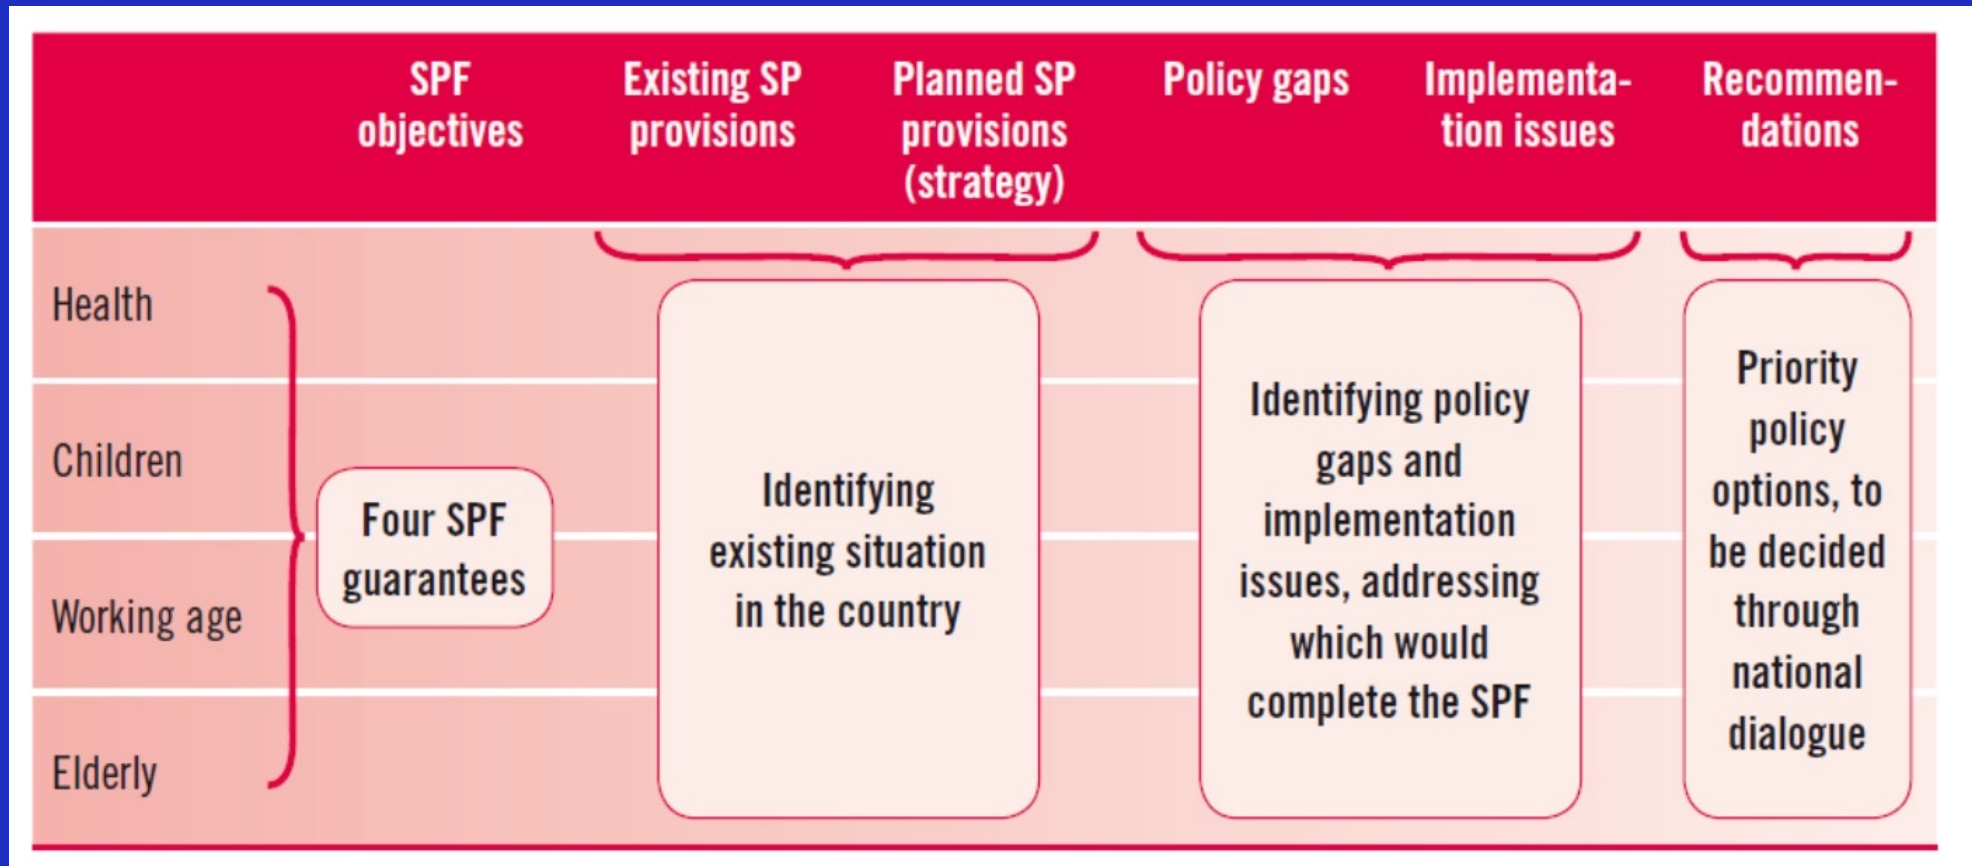 SPF
objectives
Existing SP
provisions
Planned SP
provisions
(strategy)
Policy gaps
Implementa-
tion issues
Recommen-
dations
Health
Children
Working age
Elderly
Four SPF
guarantees
Identifying
existing situation
in the country
Identifying policy
gaps and
implementation
issues, addressing
which would
complete the SPF
Priority
policy
options, to
be decided
through
national
dialogue